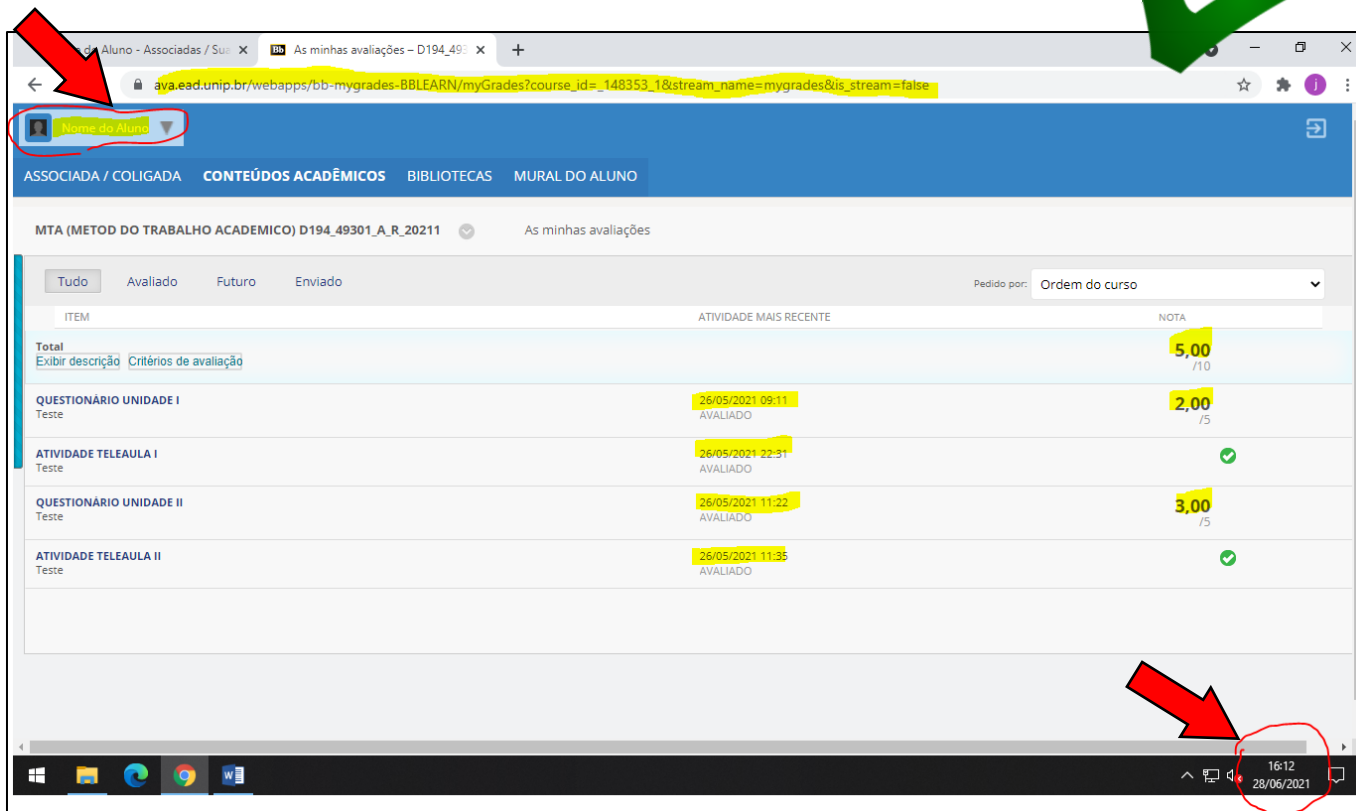 do Aluno - Associadas / Sua
Bb As minhas avaliações – D194_493
ava.ead.unip.br/webapps/bb-mygrades-BBLEARN/myGrades?course_id=_148353_1&stream_name=mygrades&is_stream=false
j
Nome do Aluno
ASSOCIADA / COLIGADA CONTEÚDOS ACADÊMICOS BIBLIOTECAS MURAL DO ALUNO
MTA (METOD DO TRABALHO ACADEMICO) D194_49301_A_R_20211 As minhas avaliações
Tudo Avaliado Futuro Enviado Pedido por: Ordem do curso
ITEM ATIVIDADE MAIS RECENTE NOTA
Total
Exibir descrição Critérios de avaliação
5,00
/10
QUESTIONÁRIO UNIDADE I 26/05/2021 09:11 2,00
Teste AVALIADO /5
ATIVIDADE TELEAULA I 26/05/2021 22:31
Teste AVALIADO
QUESTIONÁRIO UNIDADE II 26/05/2021 11:22 3,00
Teste AVALIADO /5
ATIVIDADE TELEAULA II 26/05/2021 11:35
Teste AVALIADO
W
16:12
28/06/2021